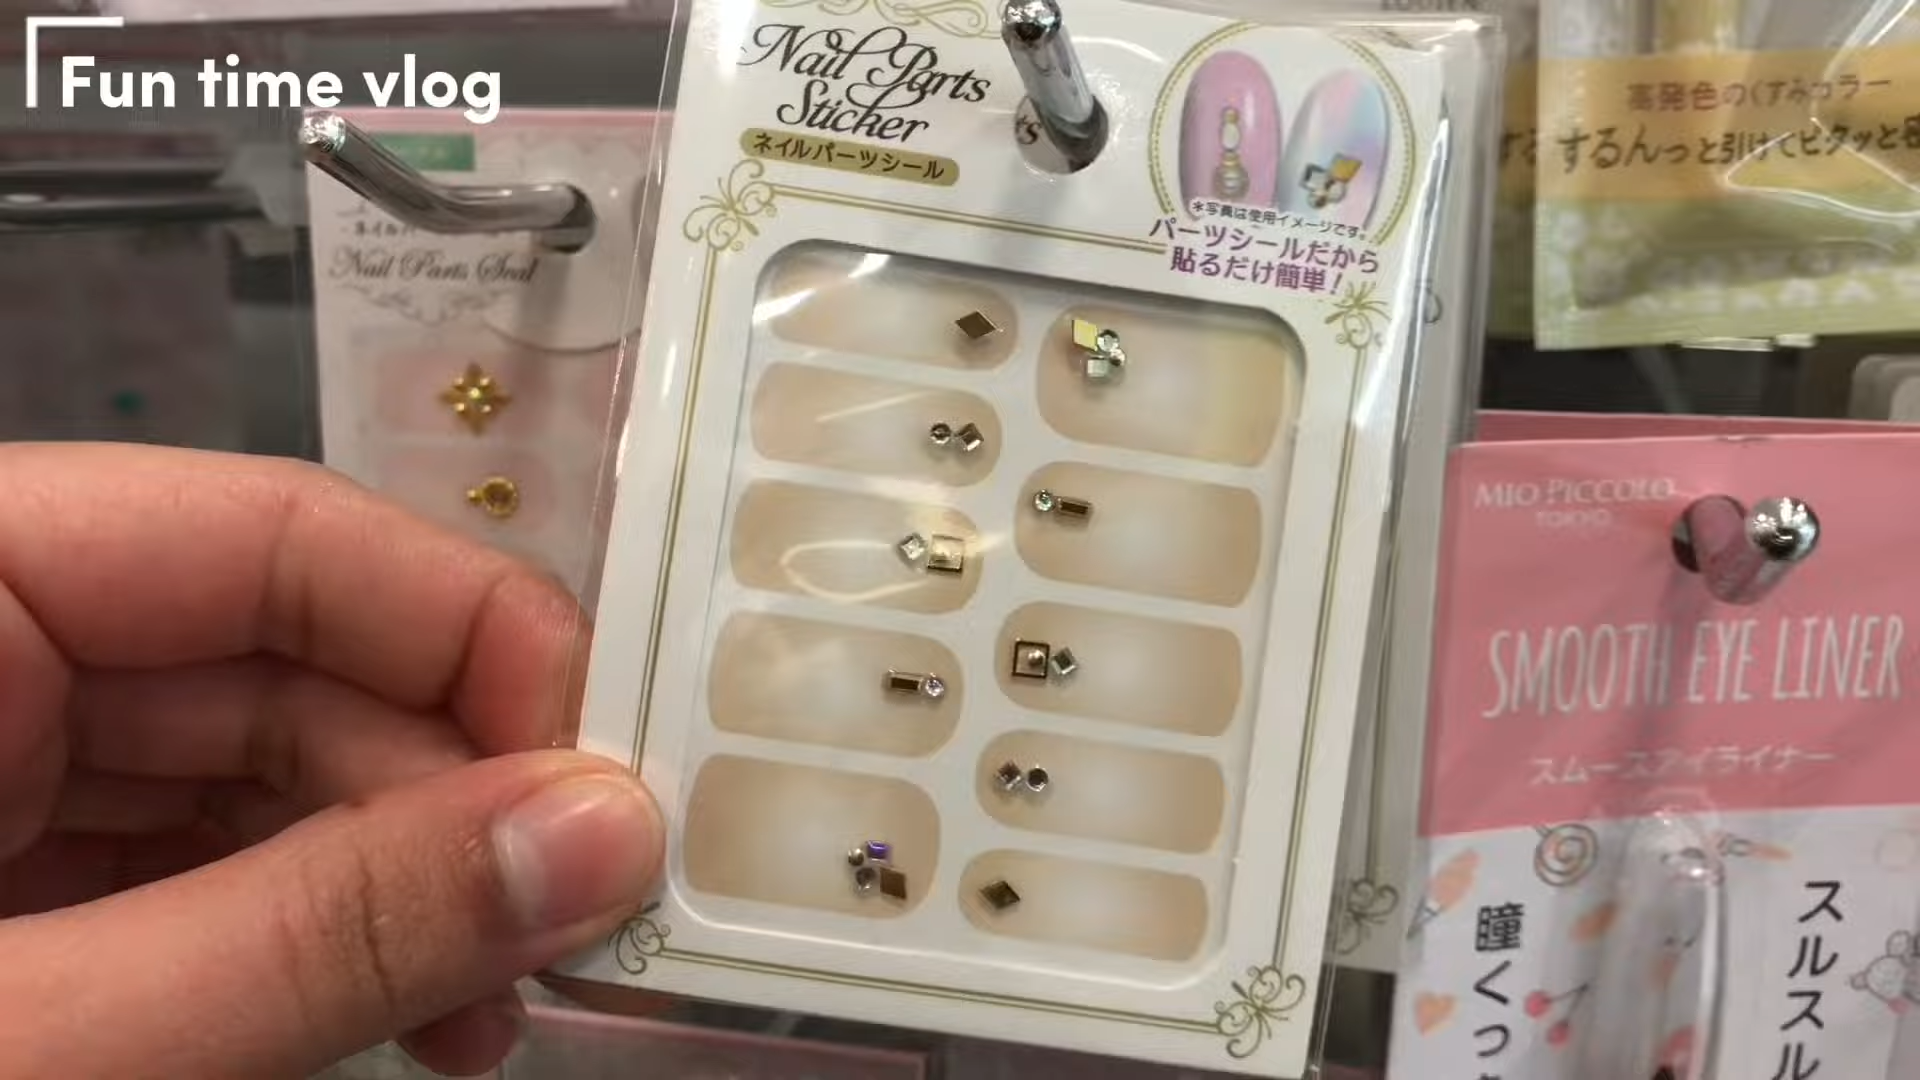 Fun time vlog
Nail Parts
Sticker
ネイルパーツシール
*写真は使用イメージです。
パーツシールだから
貼るだけ簡単!
Nail Parts Seal
高発色のくすみカラー
するんっと引けてピタッと密
MIO PICCOLO
TOKYO
SMOOTH EYE LINER
スムースアイライナー
瞳くっき
スルスル